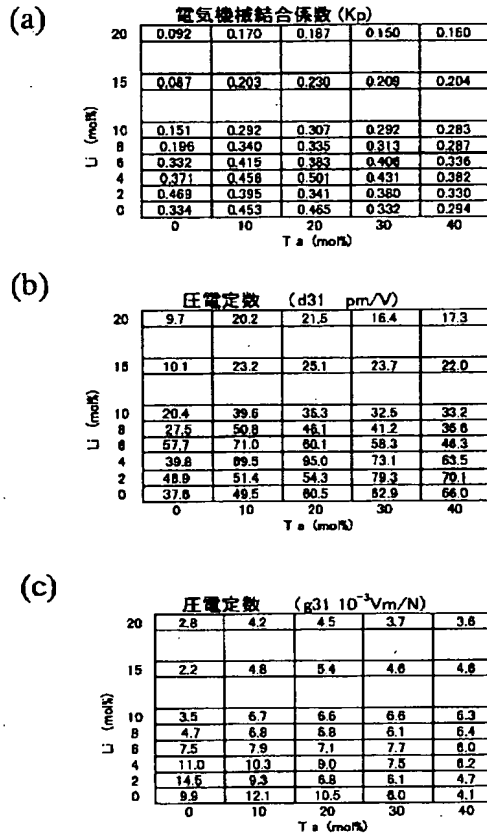 (a)
電気機械結合係数 (Kp)
20 0.092 0.170 0.187 0.150 0.160
15 0.087 0.203 0.230 0.209 0.204
Li (mol%)
10 0.151 0.292 0.307 0.292 0.283
8 0.196 0.340 0.335 0.313 0.287
6 0.332 0.415 0.383 0.406 0.336
4 0.371 0.456 0.501 0.431 0.382
2 0.469 0.395 0.341 0.380 0.330
0 0.334 0.453 0.465 0.332 0.294
0 10 20 30 40
Ta (mol%)
(b)
圧電定数 (d31 pm/V)
20 9.7 20.2 21.5 16.4 17.3
15 10.1 23.2 25.1 23.7 22.0
Li (mol%)
10 20.4 39.6 36.3 32.5 33.2
8 27.5 50.8 46.1 41.2 36.6
6 57.7 71.0 60.1 58.3 46.3
4 39.8 69.5 95.0 73.1 63.5
2 48.9 51.4 54.3 79.3 70.1
0 37.6 49.5 60.5 62.9 66.0
0 10 20 30 40
Ta (mol%)
(c)
圧電定数 (g31 10⁻³Vm/N)
20 2.8 4.2 4.5 3.7 3.6
15 2.2 4.8 5.4 4.6 4.6
Li (mol%)
10 3.5 6.7 6.6 6.6 6.3
8 4.7 6.8 6.8 6.1 6.4
6 7.5 7.9 7.1 7.7 6.0
4 11.0 10.3 9.0 7.5 6.2
2 14.5 9.3 6.8 6.1 4.7
0 9.9 12.1 10.5 6.0 4.1
0 10 20 30 40
Ta (mol%)